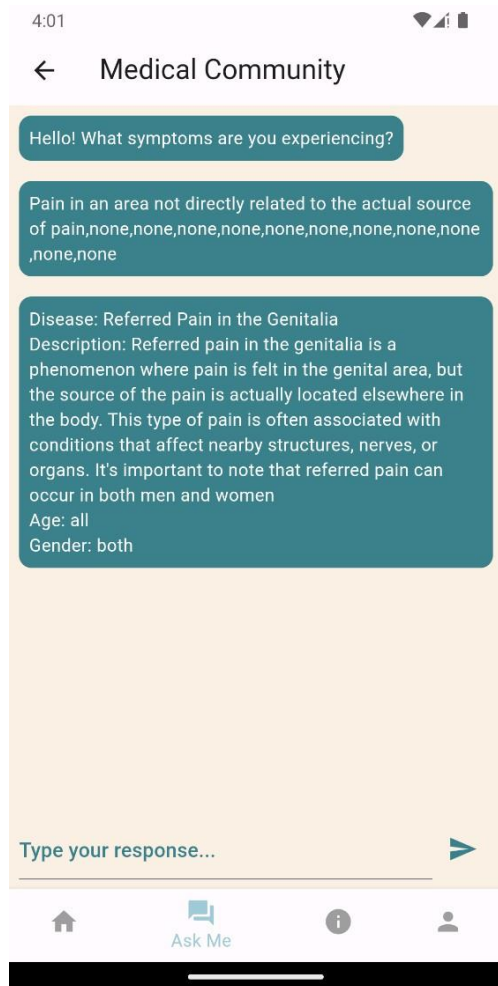 4:01
Medical Community
Hello! What symptoms are you experiencing?
Pain in an area not directly related to the actual source
of pain,none,none,none,none,none,none,none,none,none
,none,none
Disease: Referred Pain in the Genitalia
Description: Referred pain in the genitalia is a
phenomenon where pain is felt in the genital area, but
the source of the pain is actually located elsewhere in
the body. This type of pain is often associated with
conditions that affect nearby structures, nerves, or
organs. It's important to note that referred pain can
occur in both men and women
Age: all
Gender: both
Type your response...
Ask Me